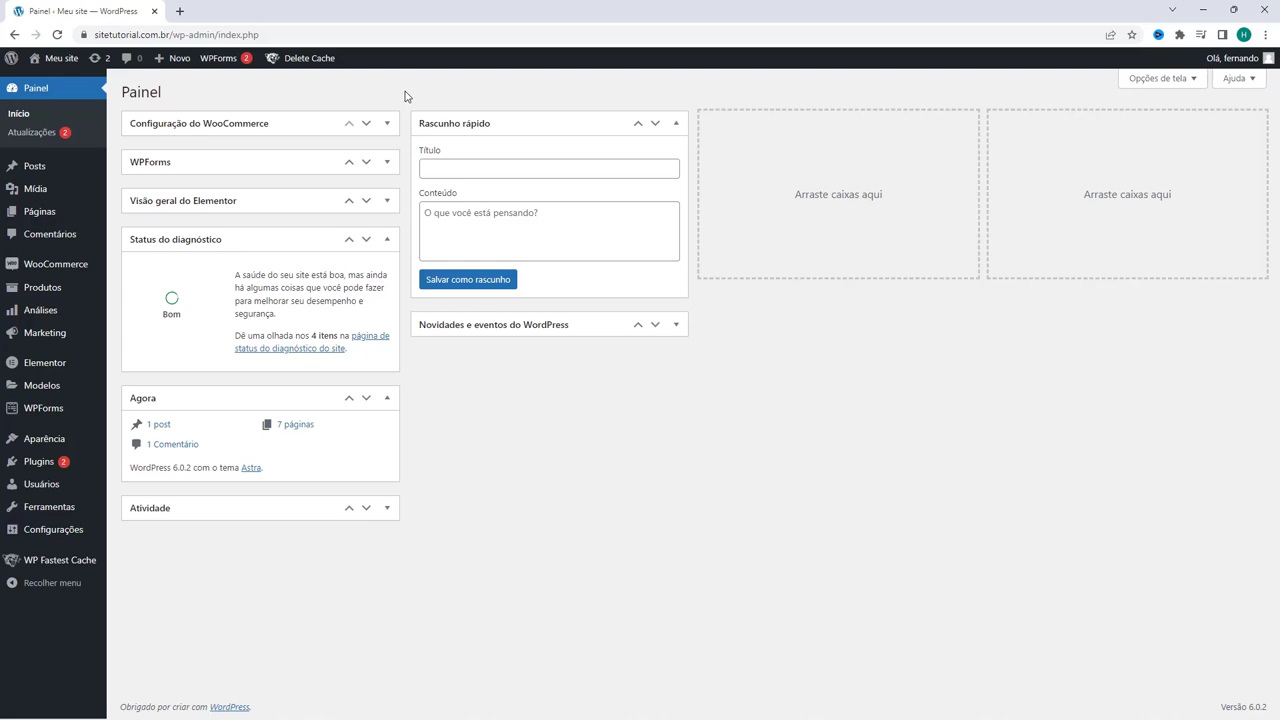 Painel ‹ Meu site — WordPress
sitetutorial.com.br/wp-admin/index.php
H
Meu site
2
0
Novo
WPForms 2
Delete Cache
Olá, fernando
Painel
Início
Atualizações 2
Posts
Mídia
Páginas
Comentários
WooCommerce
Produtos
Análises
Marketing
Elementor
Modelos
WPForms
Aparência
Plugins 2
Usuários
Ferramentas
Configurações
WP Fastest Cache
Recolher menu
Opções de tela
Ajuda
Painel
Configuração do WooCommerce
WPForms
Visão geral do Elementor
Status do diagnóstico
Bom
A saúde do seu site está boa, mas ainda
há algumas coisas que você pode fazer
para melhorar seu desempenho e
segurança.
Dê uma olhada nos 4 itens na página de
status do diagnóstico do site.
Agora
1 post
7 páginas
1 Comentário
WordPress 6.0.2 com o tema Astra.
Atividade
Rascunho rápido
Título
Conteúdo
O que você está pensando?
Salvar como rascunho
Novidades e eventos do WordPress
Arraste caixas aqui
Arraste caixas aqui
Obrigado por criar com WordPress.
Versão 6.0.2